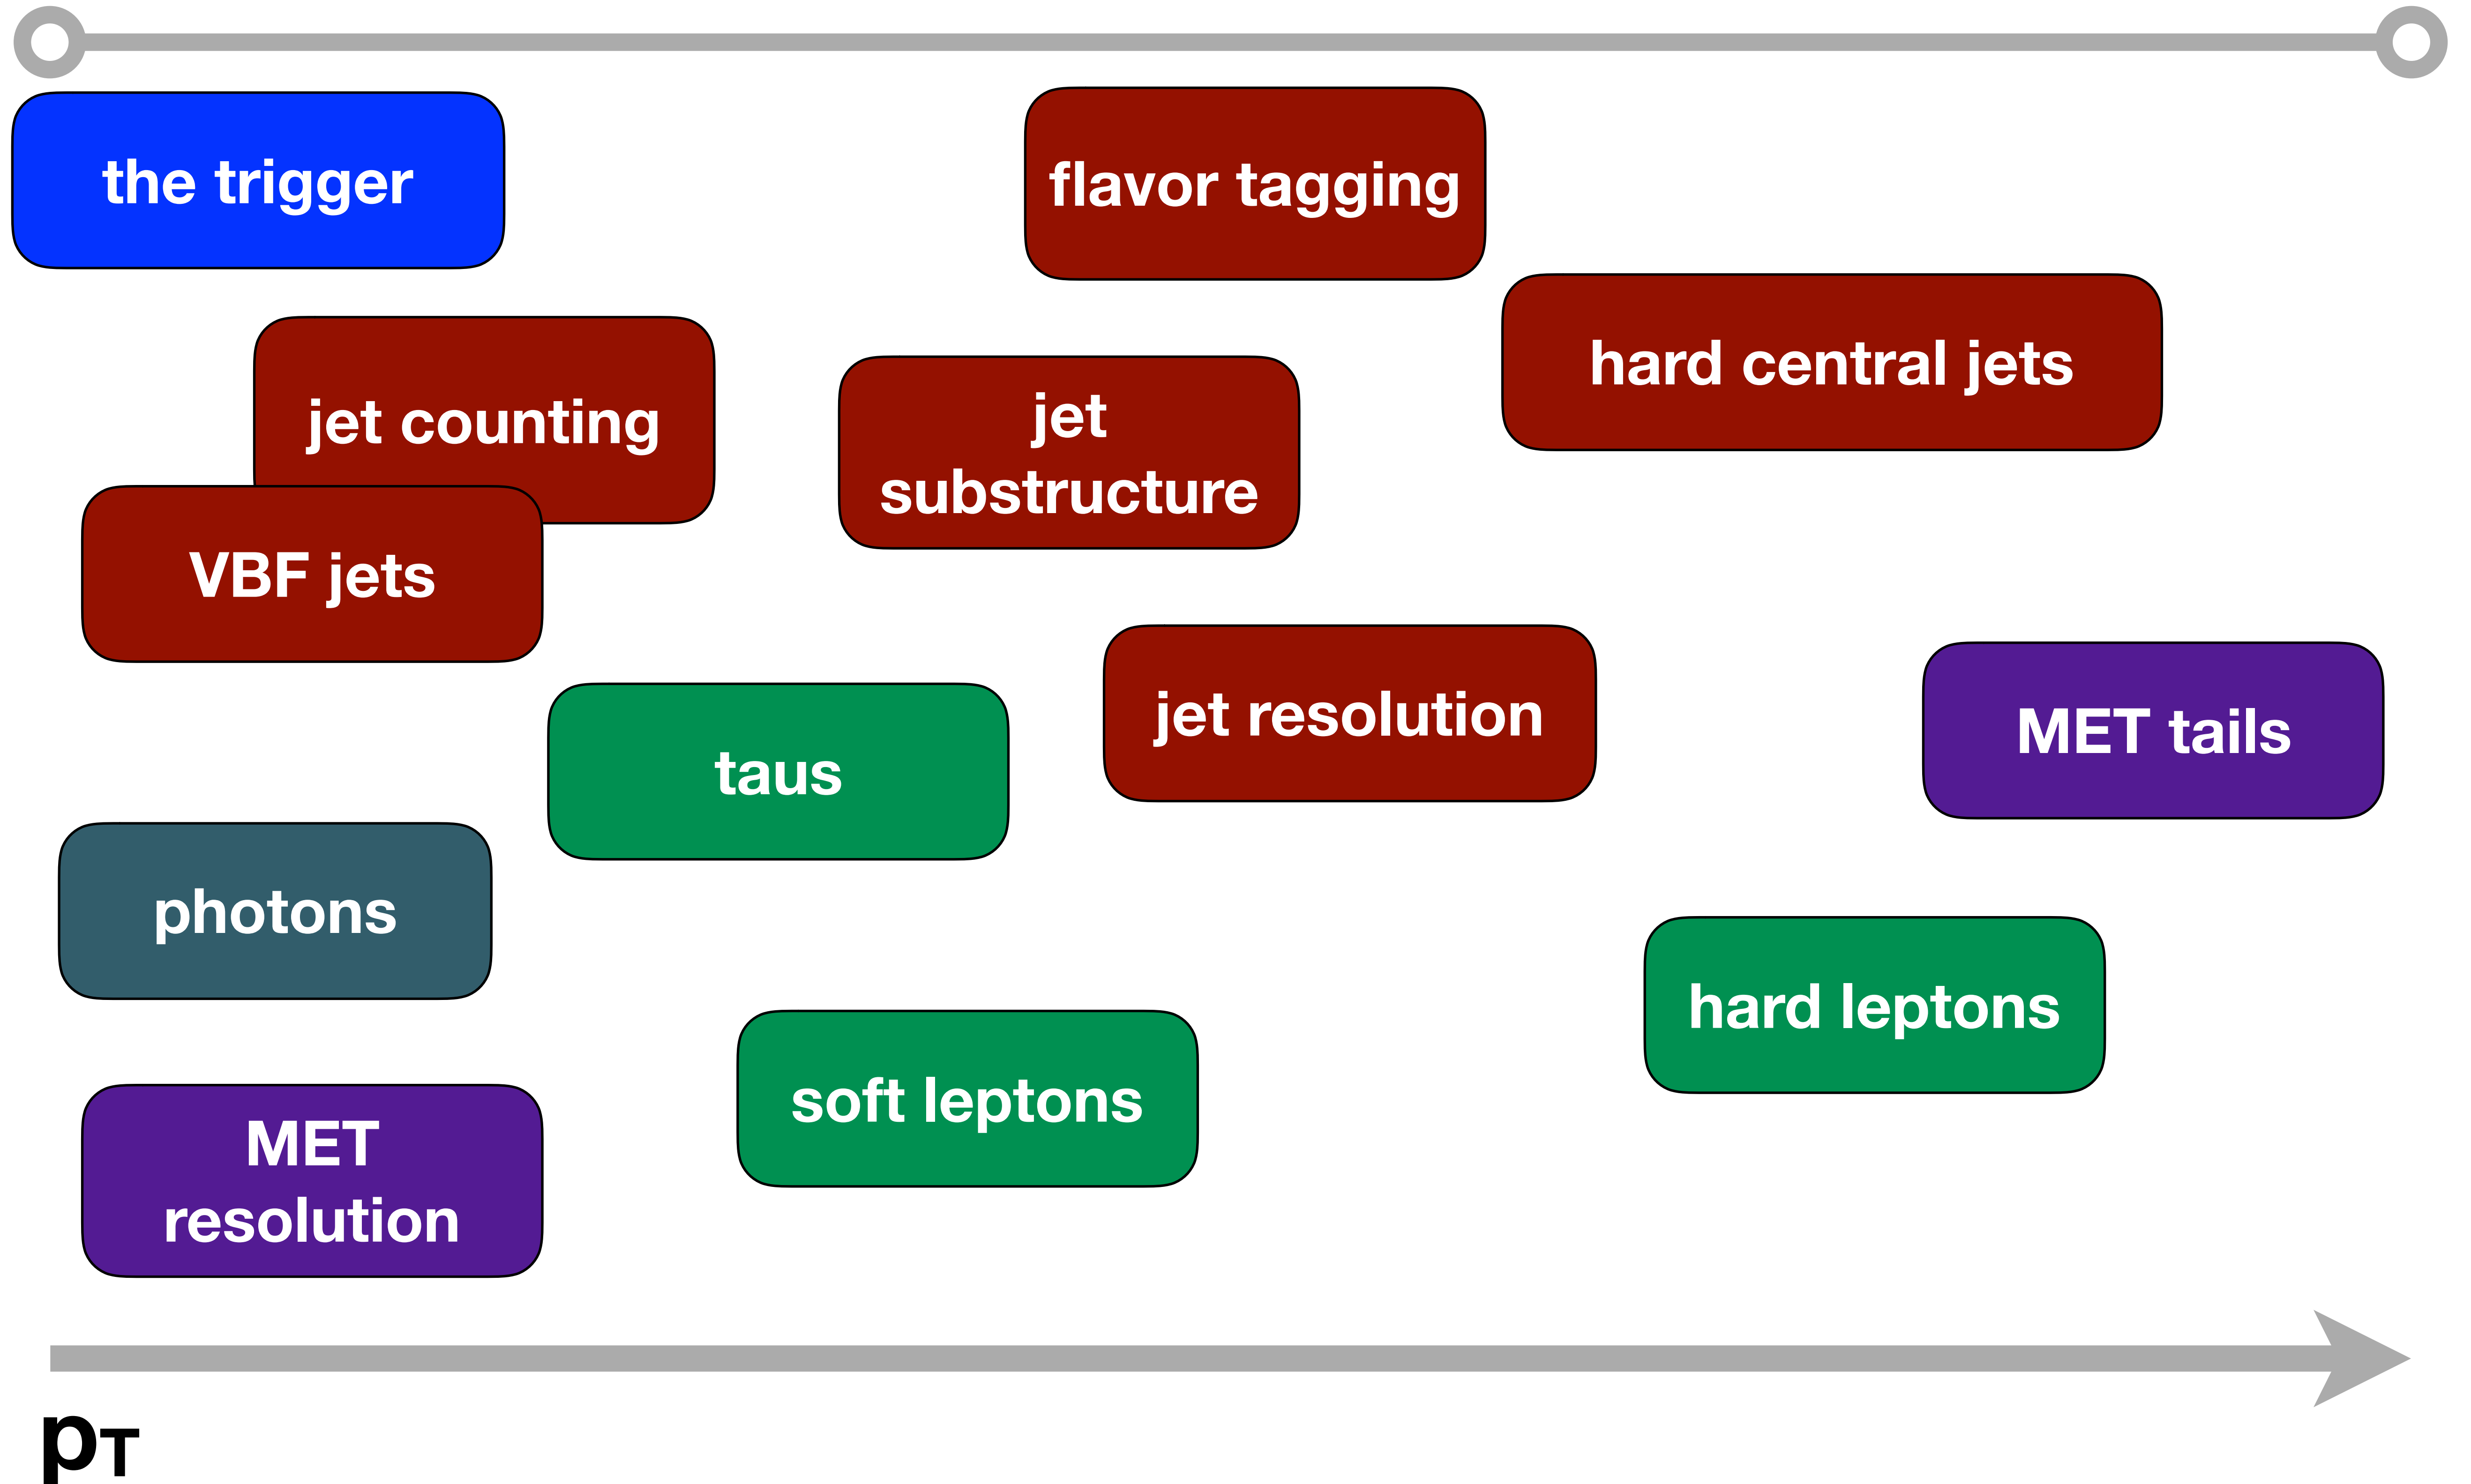 the trigger
flavor tagging
hard central jets
jet counting
jet
substructure
VBF jets
jet resolution
MET tails
taus
photons
hard leptons
soft leptons
MET
resolution
pT